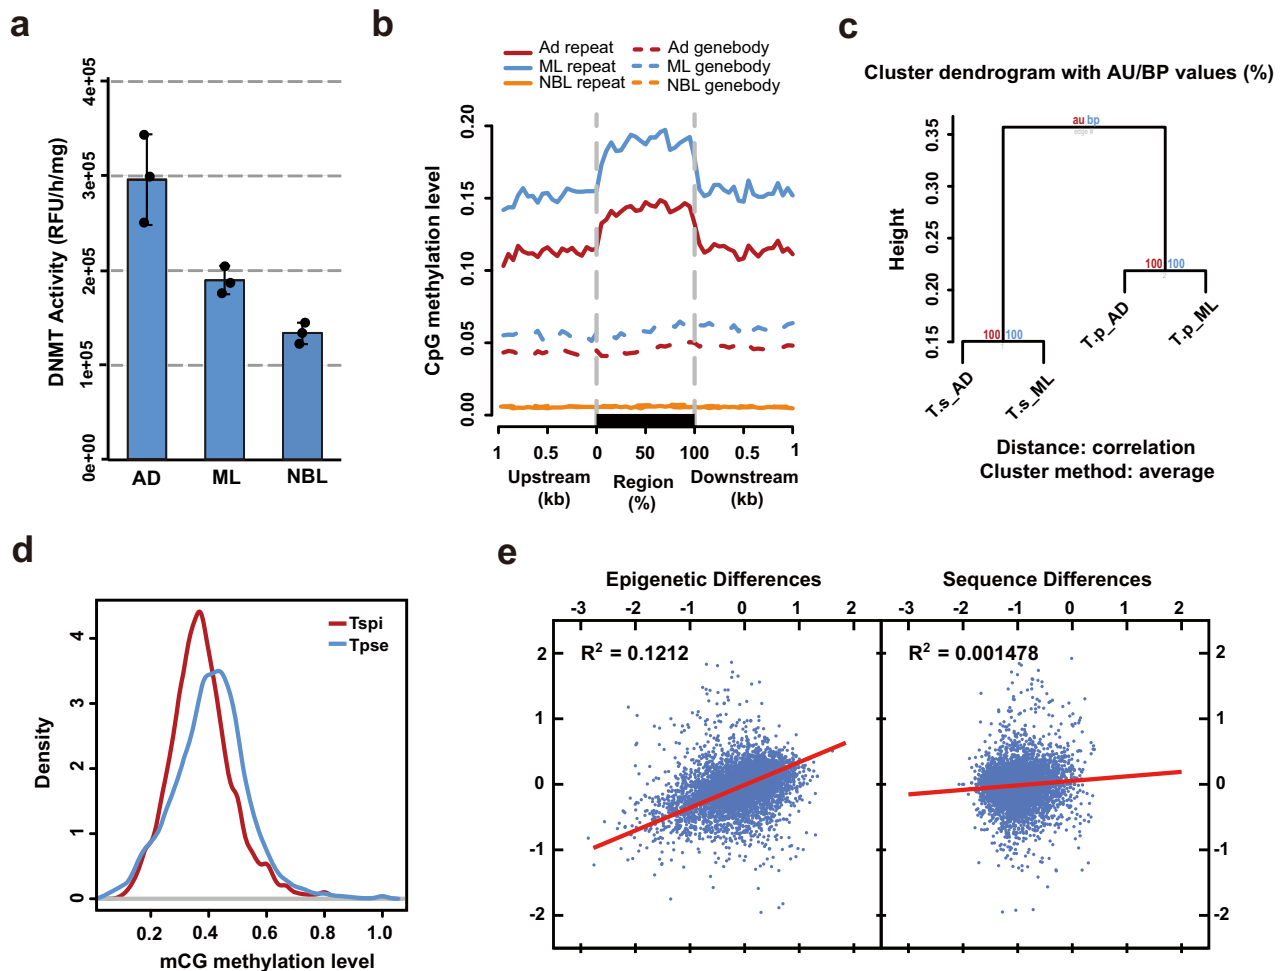 a
DNMT Activity (RFU/h/mg)
4e+05
3e+05
2e+05
1e+05
0e+00
AD ML NBL
b
Ad repeat Ad genebody
ML repeat ML genebody
NBL repeat NBL genebody
CpG methylation level
0.20
0.15
0.10
0.05
0.00
1 0.5 0 50 100 0.5 1
Upstream (kb)
Region (%)
Downstream (kb)
c
Cluster dendrogram with AU/BP values (%)
Height
0.35
0.30
0.25
0.20
0.15
au bp
edge #
100 100
100 100
T.s_AD
T.s_ML
T.p_AD
T.p_ML
Distance: correlation
Cluster method: average
d
Density
4
3
2
1
0
Tspi
Tpse
0.2 0.4 0.6 0.8 1.0
mCG methylation level
e
Epigenetic Differences
-3 -2 -1 0 1 2
R² = 0.1212
2
1
0
-1
-2
Sequence Differences
-3 -2 -1 0 1 2
R² = 0.001478
2
1
0
-1
-2